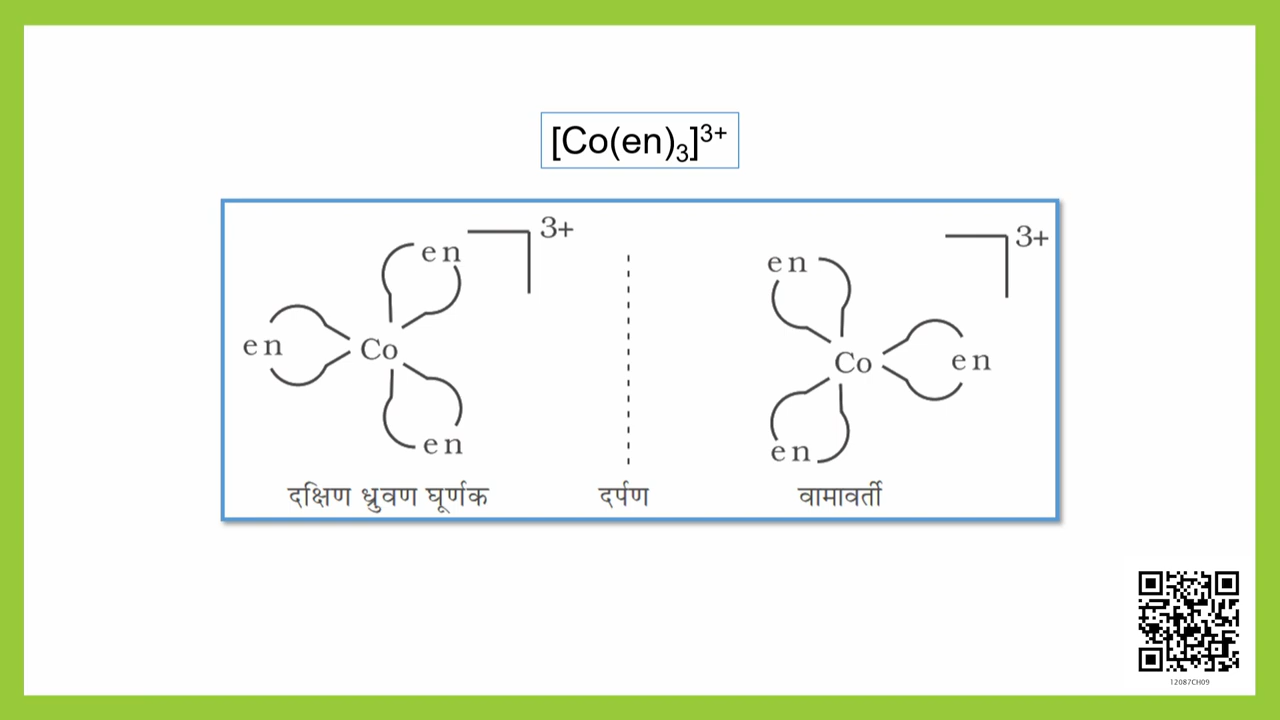 [Co(en)₃]³⁺
en
3+
en
Co
en
दक्षिण ध्रुवण घूर्णक
दर्पण
3+
en
Co
en
en
वामावर्ती
12087CH09